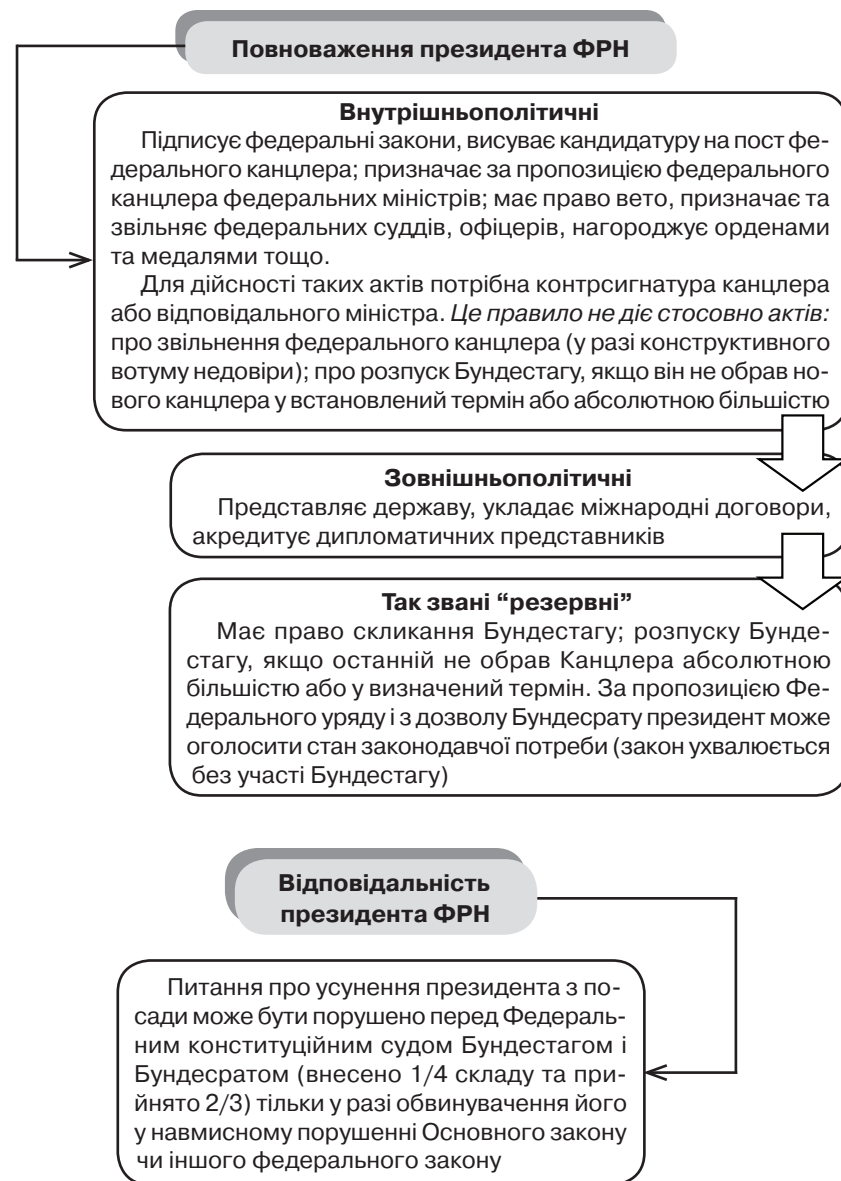 Повноваження президента ФРН
Внутрішньополітичні
Підписує федеральні закони, висуває кандидатуру на пост фе-
дерального канцлера; призначає за пропозицією федерального
канцлера федеральних міністрів; має право вето, призначає та
звільняє федеральних суддів, офіцерів, нагороджує орденами
та медалями тощо.
Для дійсності таких актів потрібна контрсигнатура канцлера
або відповідального міністра. Це правило не діє стосовно актів:
про звільнення федерального канцлера (у разі конструктивного
вотуму недовіри); про розпуск Бундестагу, якщо він не обрав но-
вого канцлера у встановлений термін або абсолютною більшістю
Зовнішньополітичні
Представляє державу, укладає міжнародні договори,
акредитує дипломатичних представників
Так звані “резервні”
Має право скликання Бундестагу; розпуску Бунде-
стагу, якщо останній не обрав Канцлера абсолютною
більшістю або у визначений термін. За пропозицією Фе-
дерального уряду і з дозволу Бундесрату президент може
оголосити стан законодавчої потреби (закон ухвалюється
без участі Бундестагу)
Відповідальність
президента ФРН
Питання про усунення президента з по-
сади може бути порушено перед Федераль-
ним конституційним судом Бундестагом і
Бундесратом (внесено 1/4 складу та при-
йнято 2/3) тільки у разі обвинувачення його
у навмисному порушенні Основного закону
чи іншого федерального закону